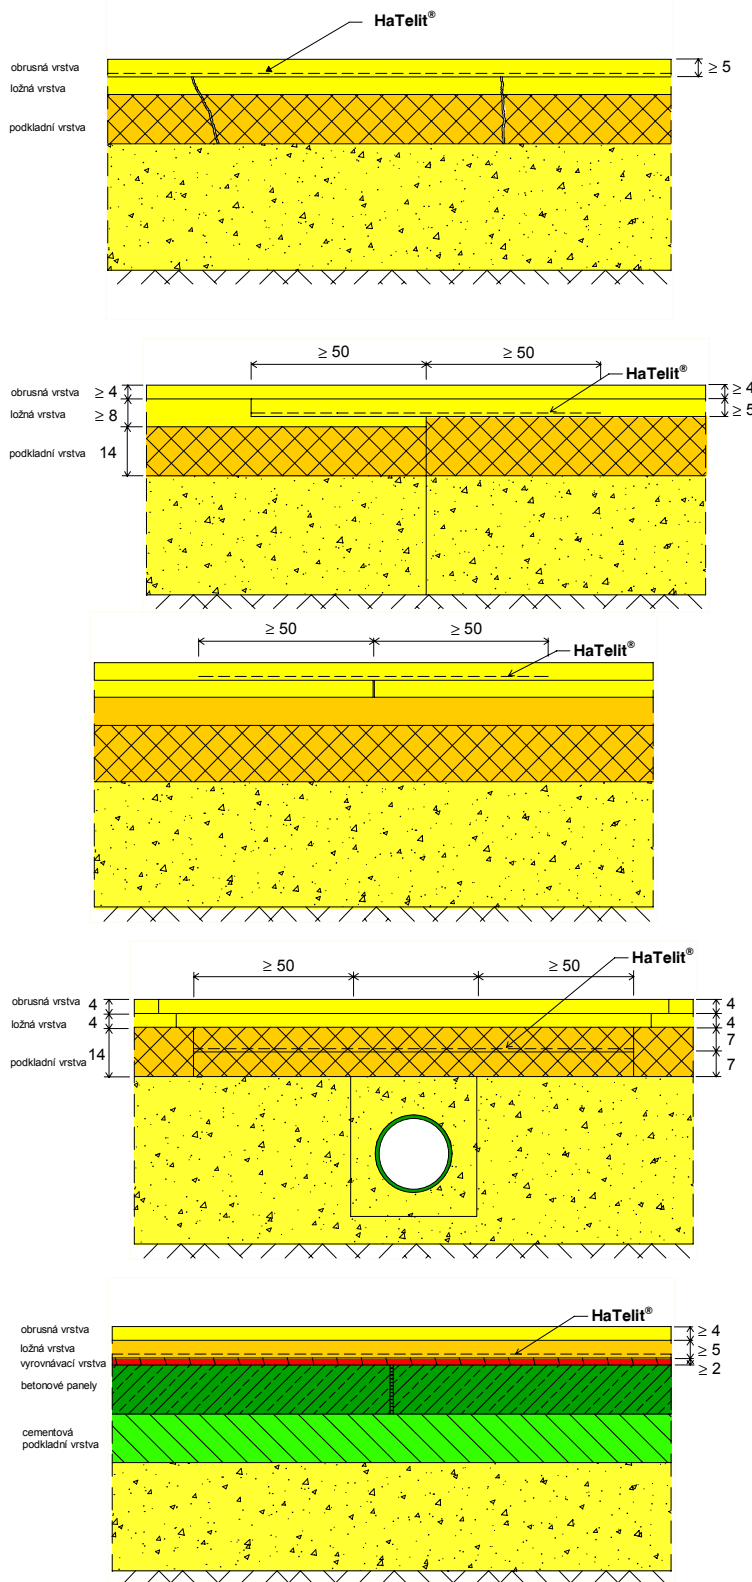 HaTelit®
obrusná vrstva
≥ 5
ložná vrstva
podkladní vrstva
≥ 50 ≥ 50
HaTelit®
obrusná vrstva ≥ 4 ≥ 4
ložná vrstva ≥ 8 ≥ 5
podkladní vrstva 14
≥ 50 ≥ 50
HaTelit®
≥ 50 ≥ 50
HaTelit®
obrusná vrstva 4 4
ložná vrstva 4 4
7
podkladní vrstva 14
7
HaTelit®
obrusná vrstva ≥ 4
ložná vrstva ≥ 5
vyrovnávací vrstva ≥ 2
betonové panely
cementová
podkladní vrstva